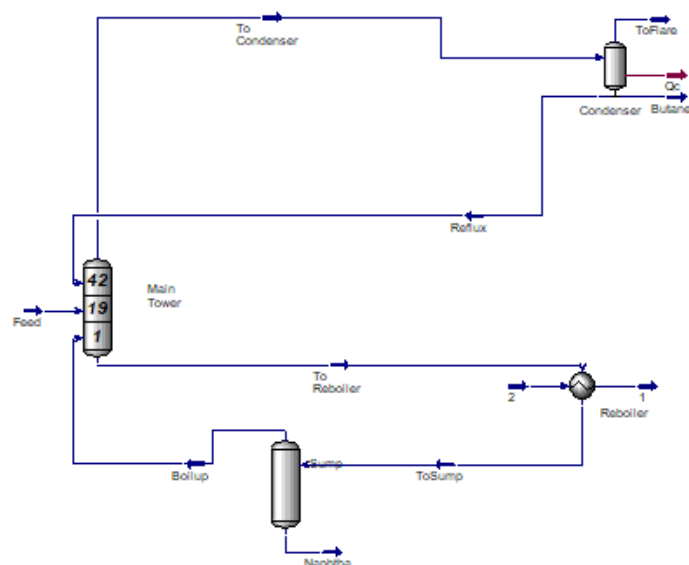 To
Condenser
ToFlare
Qc
Condenser
Butane
Reflux
42
19
1
Main
Tower
Feed
To
Reboiler
2
1
Reboiler
Boilup
Sump
ToSump
Naphtha